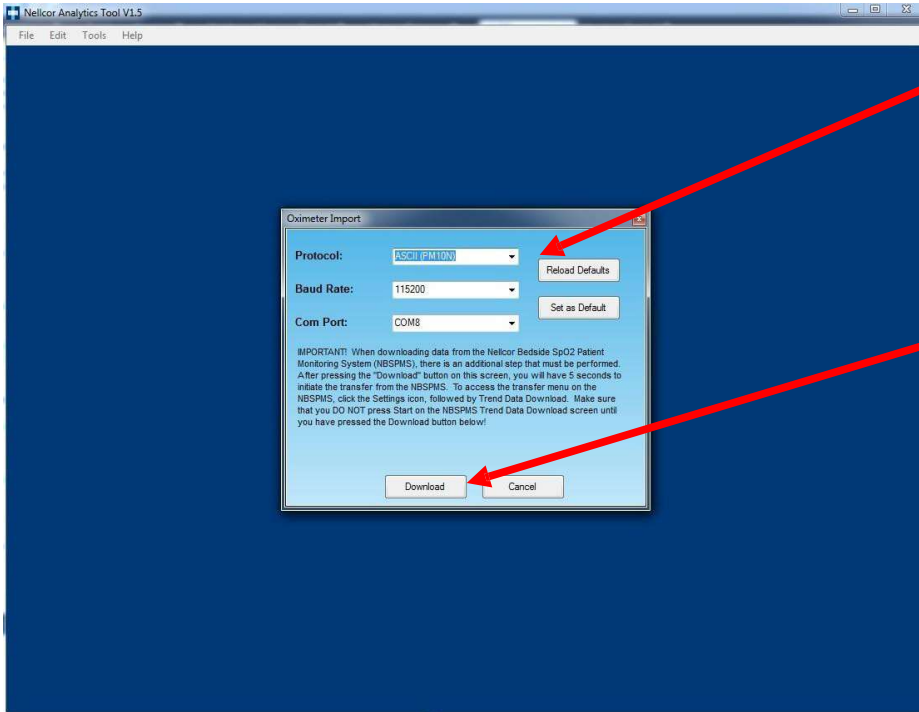 Nellcor Analytics Tool V1.5
File Edit Tools Help
Oximeter Import
Protocol: ASCII (PM10N)
Reload Defaults
Baud Rate: 115200
Set as Default
Com Port: COM8
IMPORTANT! When downloading data from the Nellcor Bedside SpO2 Patient
Monitoring System (NBSPMS), there is an additional step that must be performed.
After pressing the "Download" button on this screen, you will have 5 seconds to
initiate the transfer from the NBSPMS. To access the transfer menu on the
NBSPMS, click the Settings icon, followed by Trend Data Download. Make sure
that you DO NOT press Start on the NBSPMS Trend Data Download screen until
you have pressed the Download button below!
Download Cancel